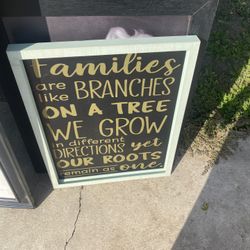 families
are
like BRANCHES
ON A TREE
WE GROW
in different
DIRECTIONS yet
OUR ROOTS
remain as one.